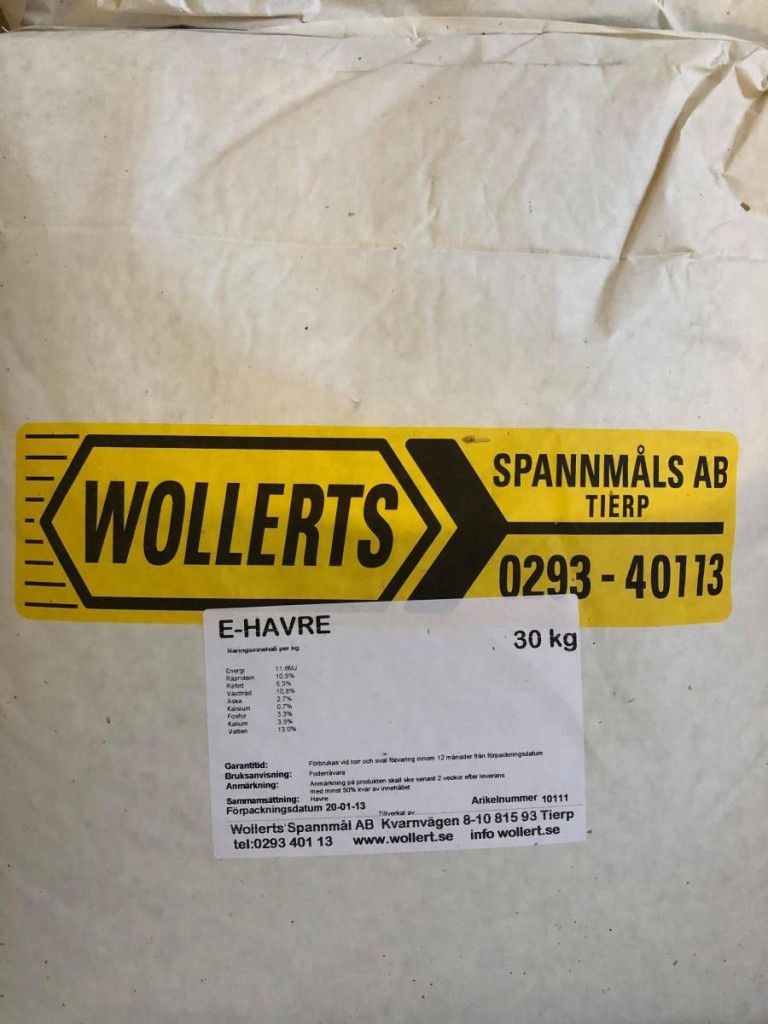 WOLLERTS
SPANNMÅLS AB
TIERP
0293 - 40113
E-HAVRE
30 kg
Näringsinnehåll per kg
Energi 11.6MJ
Råprotein 10,5%
Råfett 5,3%
Växttråd 10,8%
Aska 2.7%
Kalsium 0,7%
Fosfor 3.3%
Kalium 3,9%
Vatten 13.0%
Garantitid: Förbrukas vid torr och sval förvaring innom 12 månader från förpackningsdatum
Bruksanvisning: Foderråvara
Anmärkning: Anmärkning på produkten skall ske senast 2 veckor efter leverans
med minst 50% kvar av innehållet
Sammansättning: Havre
Arikelnummer 10111
Förpackningsdatum 20-01-13
Tillverkat av
Wollerts Spannmål AB Kvarnvägen 8-10 815 93 Tierp
tel:0293 401 13 www.wollert.se info wollert.se